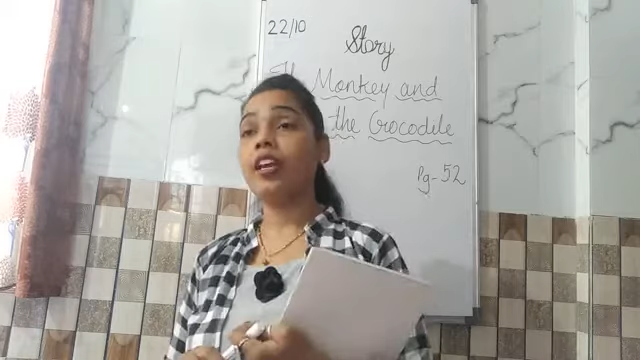 22/10
Story
Monkey and
the Crocodile
Pg-52